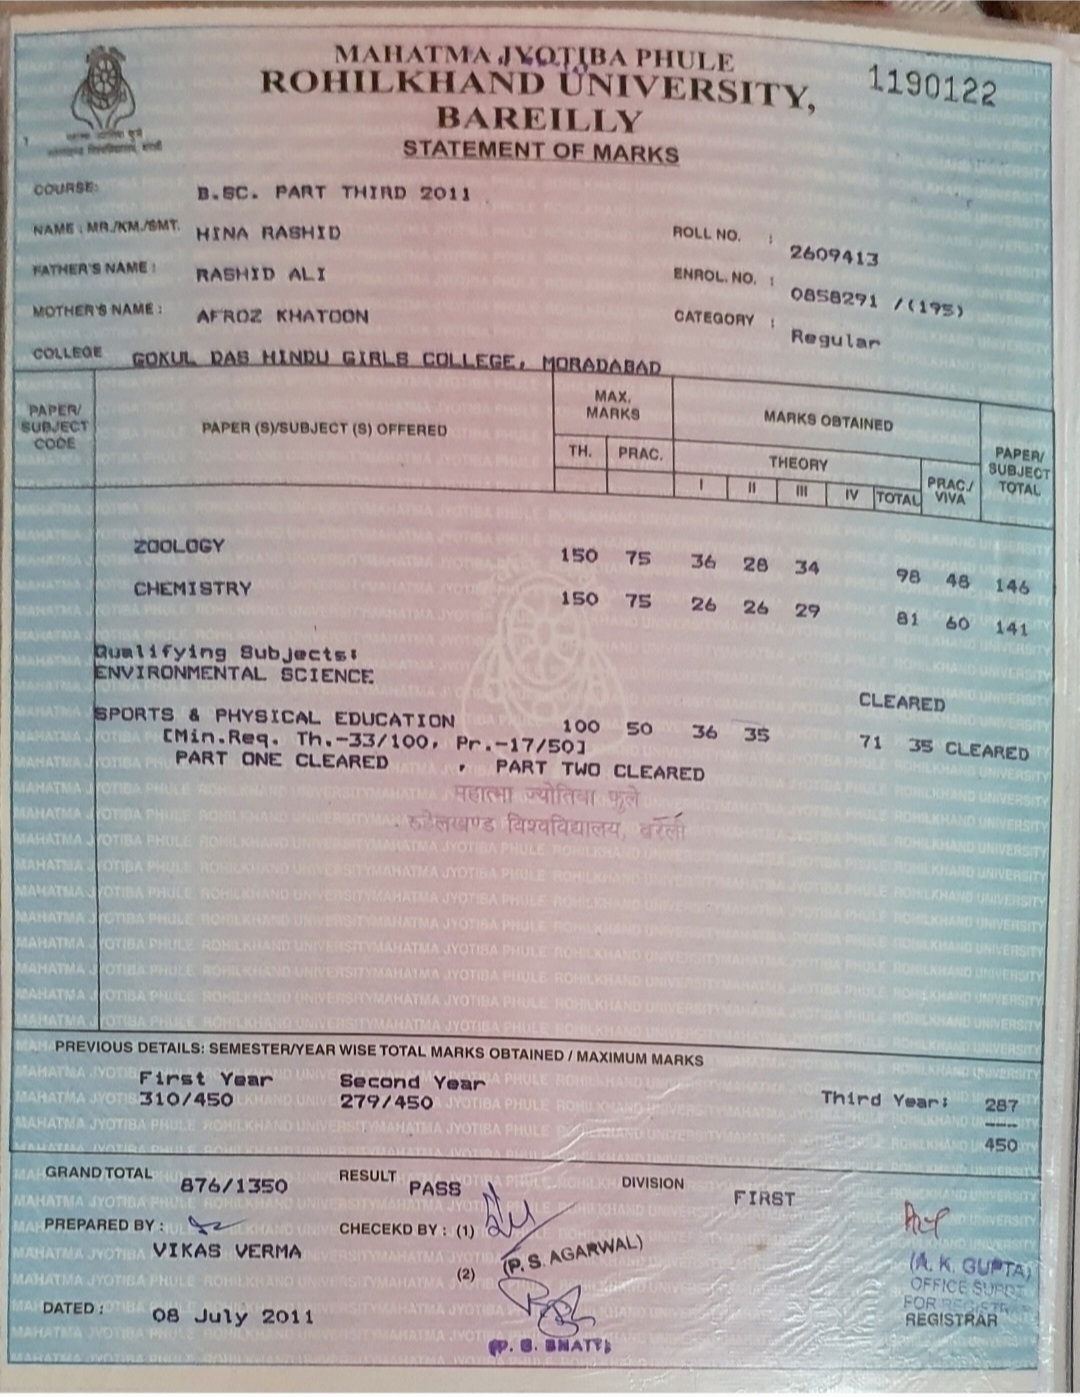 MAHATMA JYOTIBA PHULE
ROHILKHAND UNIVERSITY,
BAREILLY
1190122
STATEMENT OF MARKS
COURSE: B.SC. PART THIRD 2011
NAME : MR./KM./SMT. HINA RASHID
ROLL NO. : 2609413
FATHER'S NAME : RASHID ALI
ENROL. NO. : 0858291 /(195)
MOTHER'S NAME : AFROZ KHATOON
CATEGORY : Regular
COLLEGE GOKUL DAS HINDU GIRLS COLLEGE, MORADABAD
PAPER/ SUBJECT CODE
PAPER (S)/SUBJECT (S) OFFERED
MAX. MARKS
MARKS OBTAINED
PAPER/ SUBJECT TOTAL
TH. PRAC. THEORY PRAC./ VIVA
I II III IV TOTAL
ZOOLOGY 150 75 36 28 34 98 48 146
CHEMISTRY 150 75 26 26 29 81 60 141
Qualifying Subjects:
ENVIRONMENTAL SCIENCE CLEARED
SPORTS & PHYSICAL EDUCATION 100 50 36 35 71 35 CLEARED
[Min.Req. Th.-33/100, Pr.-17/50]
PART ONE CLEARED , PART TWO CLEARED
महात्मा ज्योतिबा फुले
रुहेलखण्ड विश्वविद्यालय, बरेली
PREVIOUS DETAILS: SEMESTER/YEAR WISE TOTAL MARKS OBTAINED / MAXIMUM MARKS
First Year Second Year
310/450 279/450 Third Year: 287
---
450
GRAND TOTAL 876/1350 RESULT PASS DIVISION FIRST
PREPARED BY : CHECEKD BY : (1)
VIKAS VERMA (P. S. AGARWAL)
(2)
(A. K. GUPTA)
OFFICE SUPDT
FOR REGISTRAR
REGISTRAR
DATED : 08 July 2011